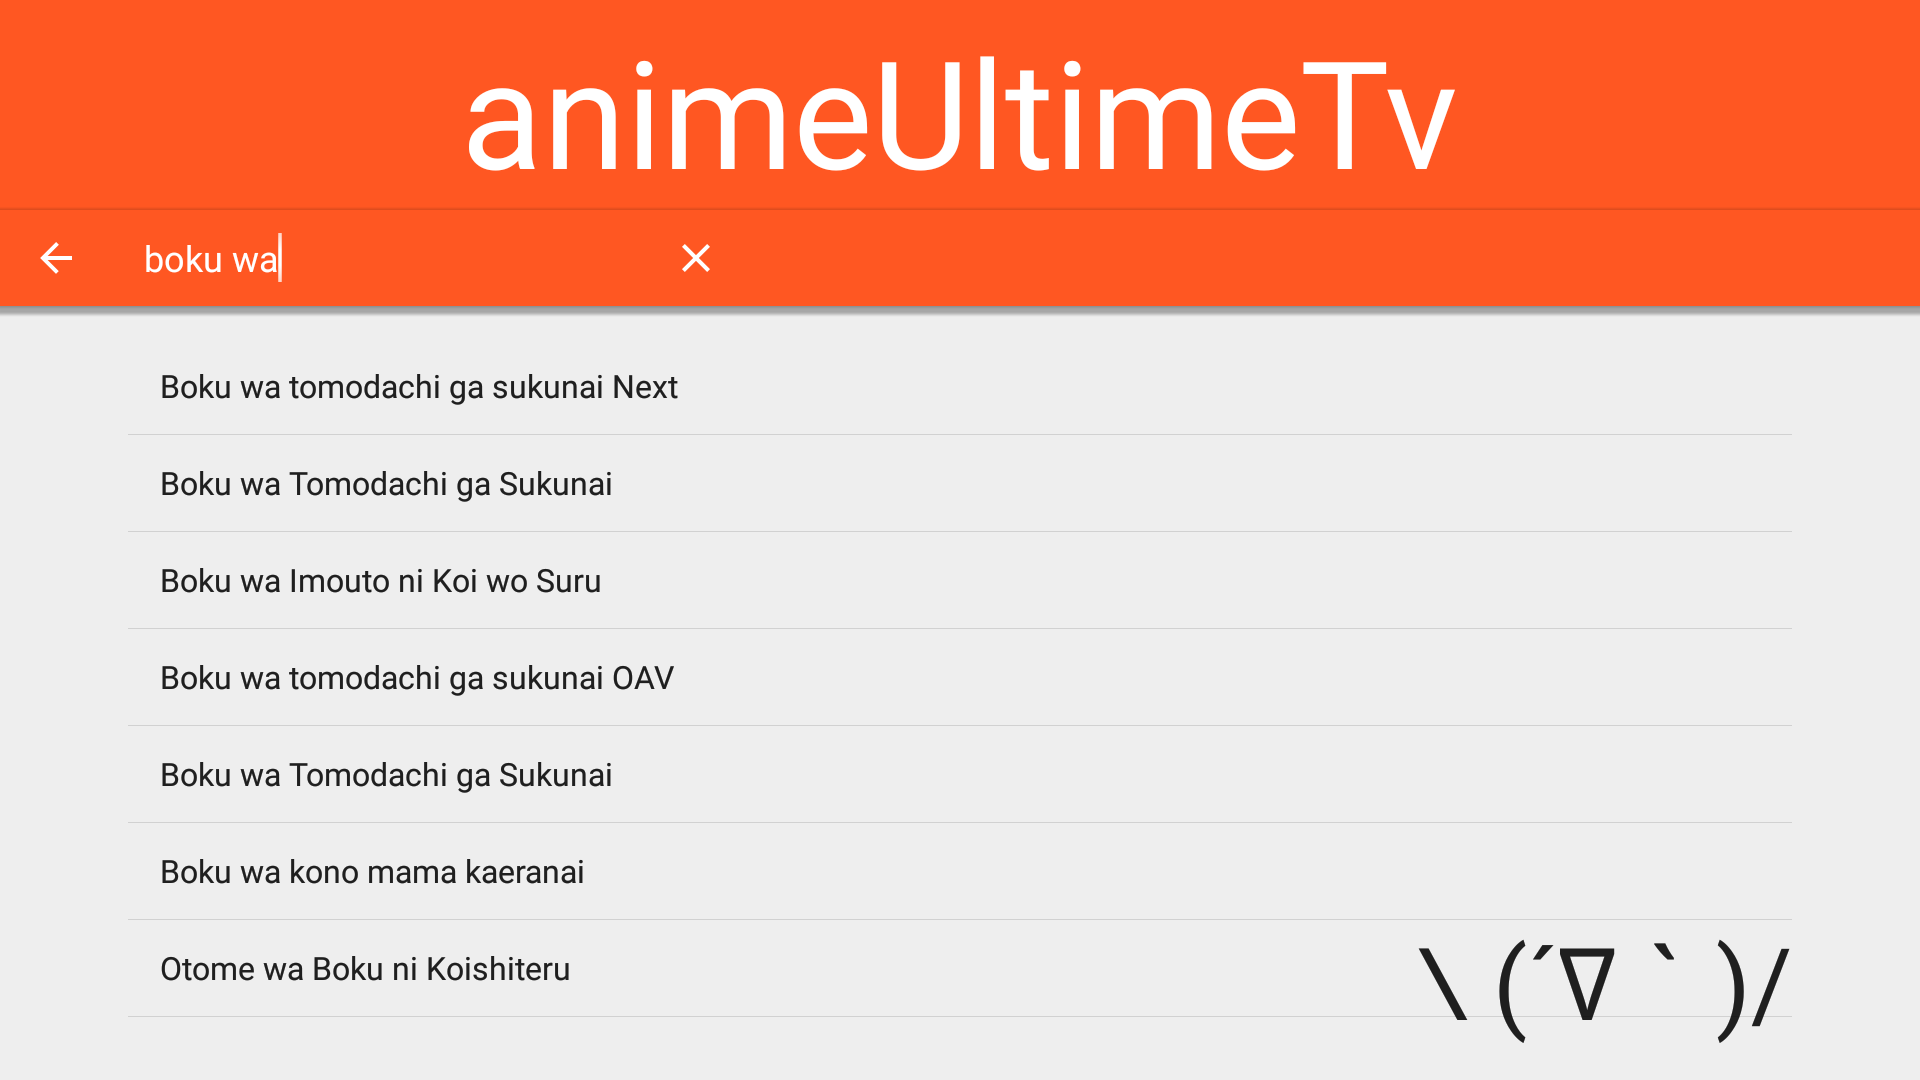 animeUltimeTv
boku wa
Boku wa tomodachi ga sukunai Next
Boku wa Tomodachi ga Sukunai
Boku wa Imouto ni Koi wo Suru
Boku wa tomodachi ga sukunai OAV
Boku wa Tomodachi ga Sukunai
Boku wa kono mama kaeranai
Otome wa Boku ni Koishiteru
\ (´∇ ` )/